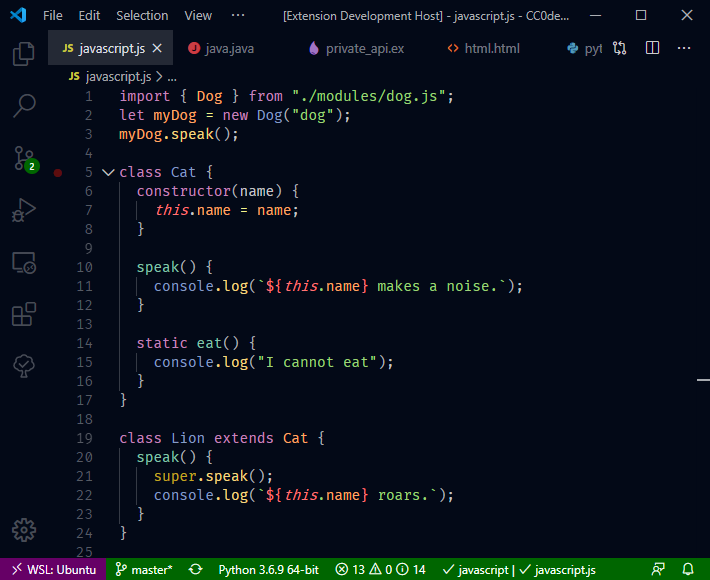 File Edit Selection View ··· [Extension Development Host] - javascript.js - CC0de...
JS javascript.js java.java private_api.ex <> html.html pyt ···
JS javascript.js > ...
1 import { Dog } from "./modules/dog.js";
2 let myDog = new Dog("dog");
3 myDog.speak();
4
5 class Cat {
6 constructor(name) {
7 this.name = name;
8 }
9
10 speak() {
11 console.log(`${this.name} makes a noise.`);
12 }
13
14 static eat() {
15 console.log("I cannot eat");
16 }
17 }
18
19 class Lion extends Cat {
20 speak() {
21 super.speak();
22 console.log(`${this.name} roars.`);
23 }
24 }
25
2
WSL: Ubuntu master* Python 3.6.9 64-bit 13 0 14 javascript | javascript.js